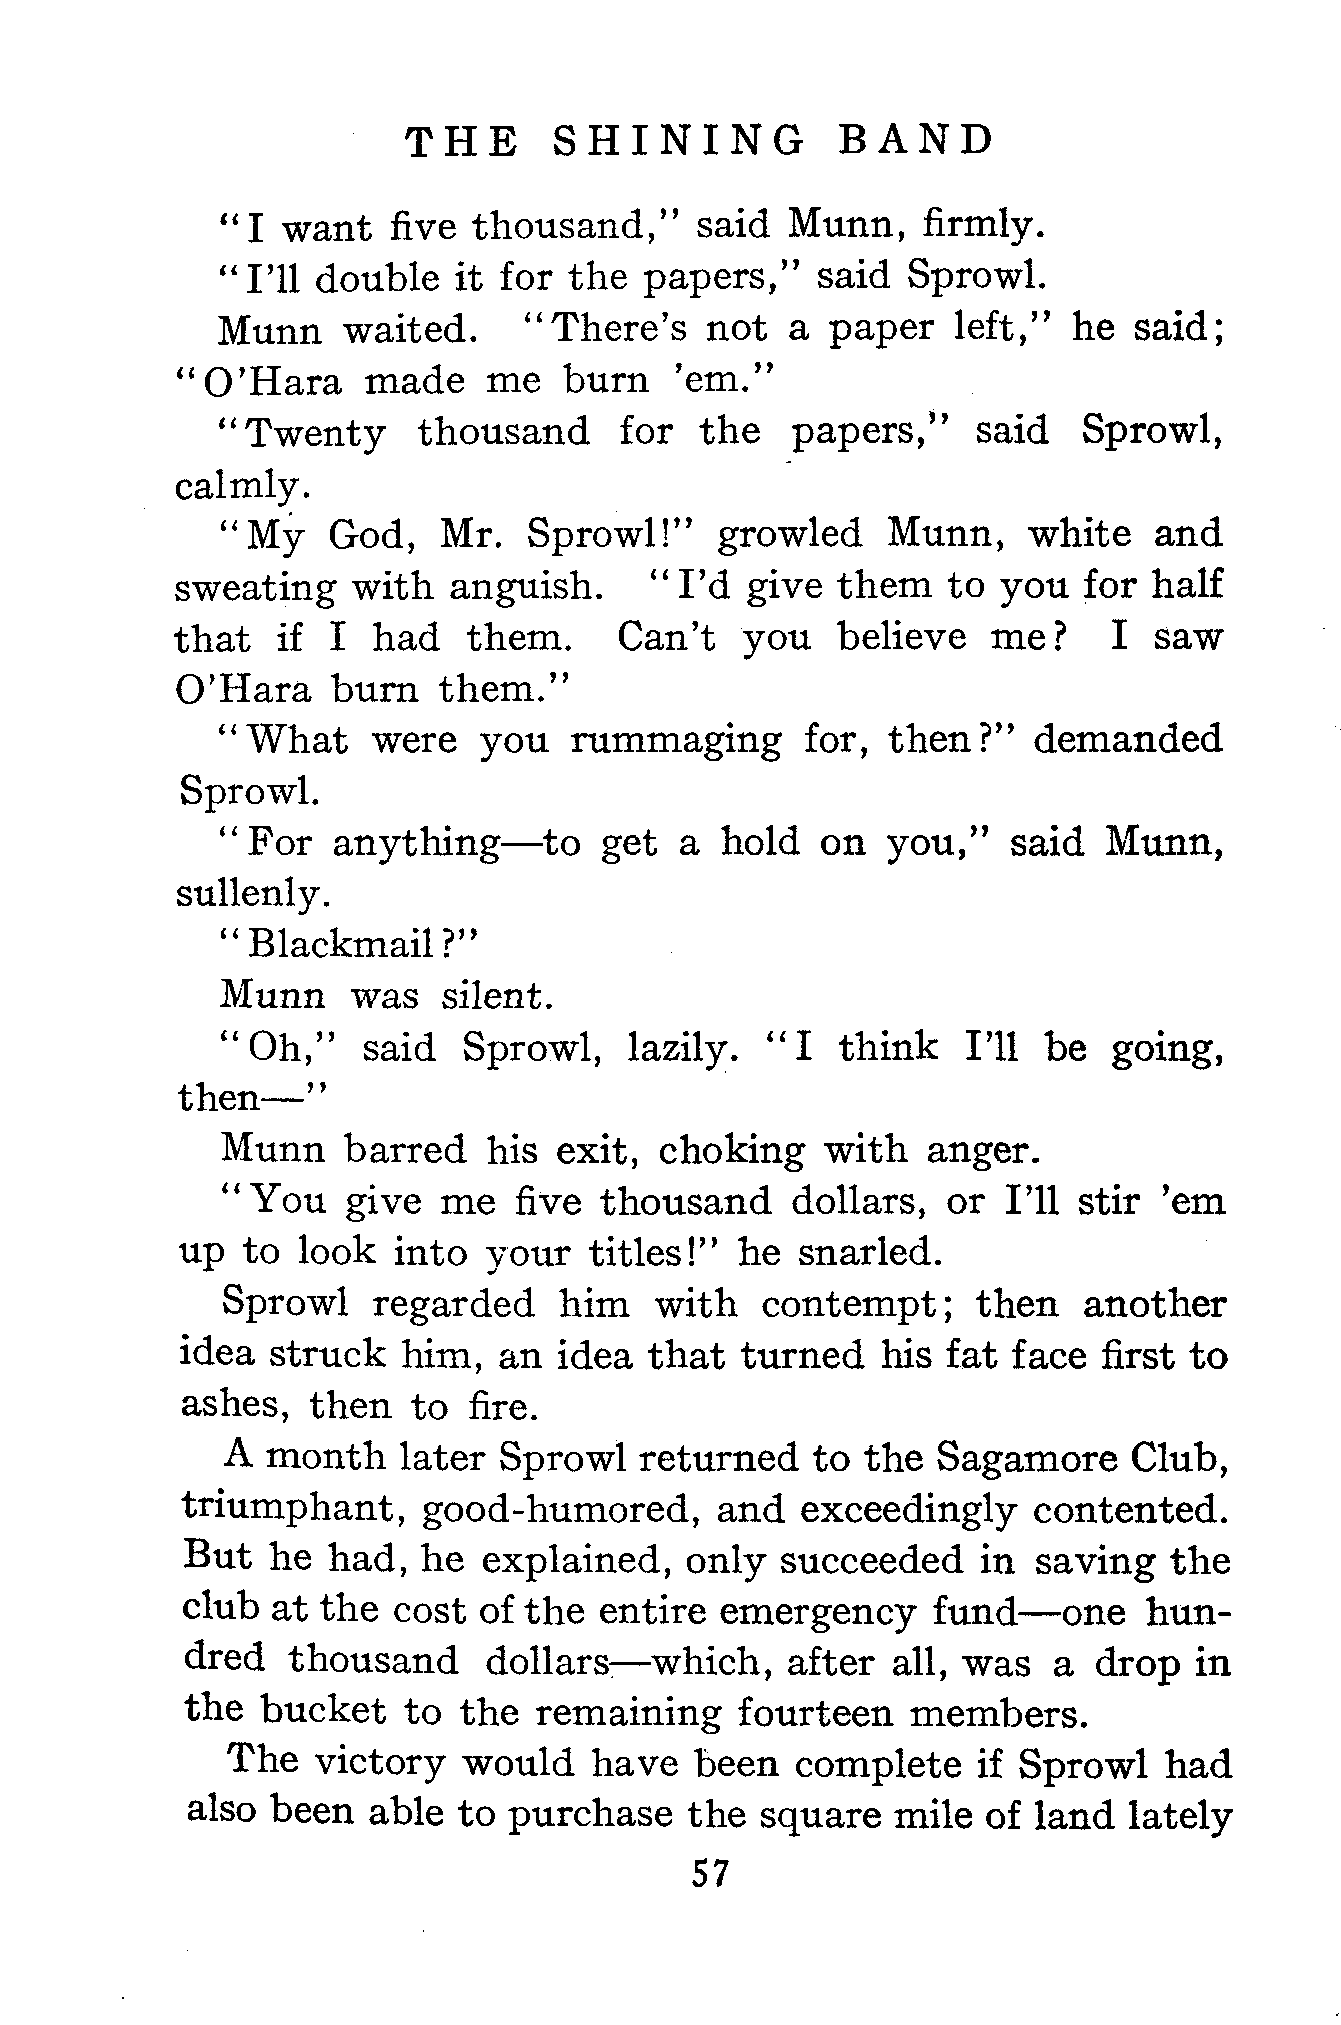 THE SHINING BAND
"I want five thousand," said Munn, firmly.
"I'll double it for the papers," said Sprowl.
Munn waited. "There's not a paper left," he said;
"O'Hara made me burn 'em."
"Twenty thousand for the papers," said Sprowl,
calmly.
"My God, Mr. Sprowl!" growled Munn, white and
sweating with anguish. "I'd give them to you for half
that if I had them. Can't you believe me? I saw
O'Hara burn them."
"What were you rummaging for, then?" demanded
Sprowl.
"For anything—to get a hold on you," said Munn,
sullenly.
"Blackmail?"
Munn was silent.
"Oh," said Sprowl, lazily. "I think I'll be going,
then—"
Munn barred his exit, choking with anger.
"You give me five thousand dollars, or I'll stir 'em
up to look into your titles!" he snarled.
Sprowl regarded him with contempt; then another
idea struck him, an idea that turned his fat face first to
ashes, then to fire.
A month later Sprowl returned to the Sagamore Club,
triumphant, good-humored, and exceedingly contented.
But he had, he explained, only succeeded in saving the
club at the cost of the entire emergency fund—one hun-
dred thousand dollars—which, after all, was a drop in
the bucket to the remaining fourteen members.
The victory would have been complete if Sprowl had
also been able to purchase the square mile of land lately
57